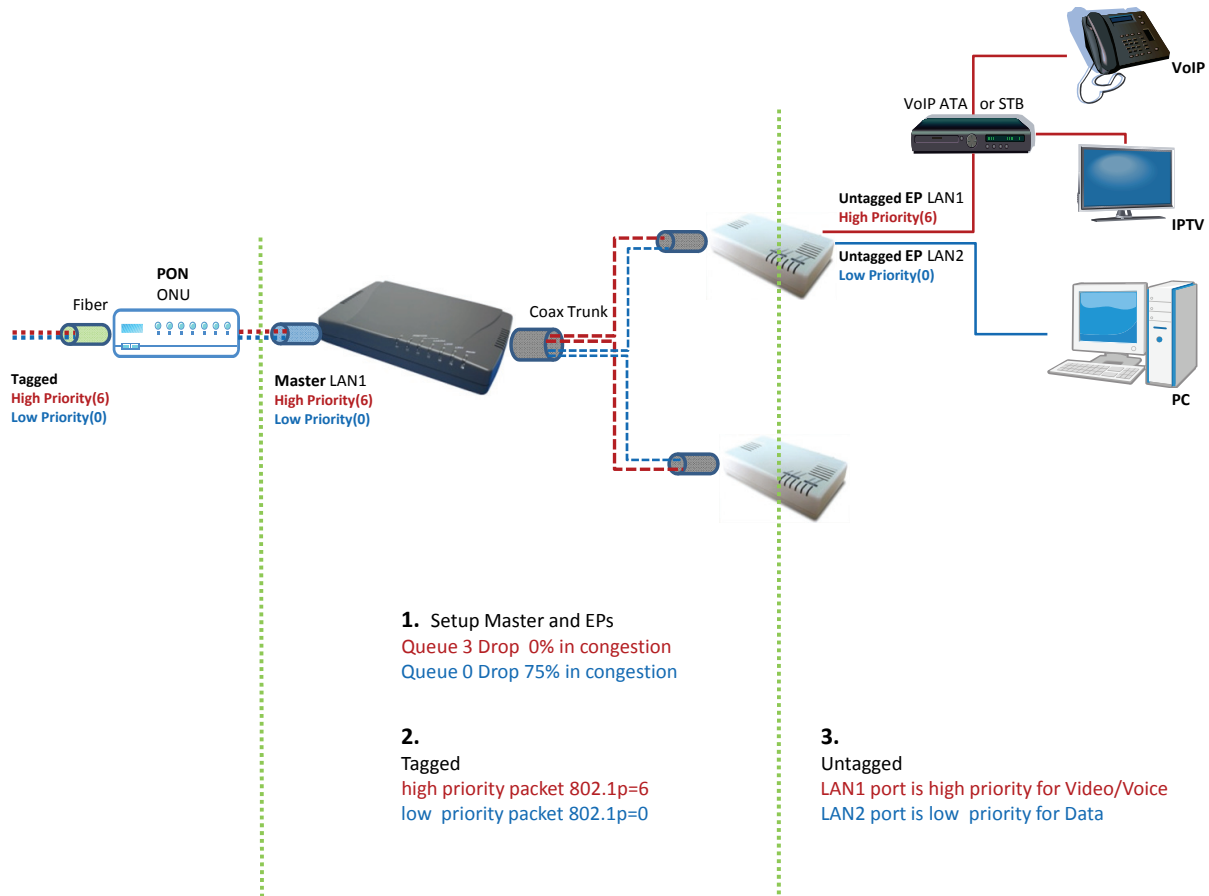 VoIP
VoIP ATA or STB
IPTV
Untagged EP LAN1
High Priority(6)
Untagged EP LAN2
Low Priority(0)
PC
PON
ONU
Fiber
Coax Trunk
Tagged
High Priority(6)
Low Priority(0)
Master LAN1
High Priority(6)
Low Priority(0)
1. Setup Master and EPs
Queue 3 Drop 0% in congestion
Queue 0 Drop 75% in congestion
2.
Tagged
high priority packet 802.1p=6
low priority packet 802.1p=0
3.
Untagged
LAN1 port is high priority for Video/Voice
LAN2 port is low priority for Data